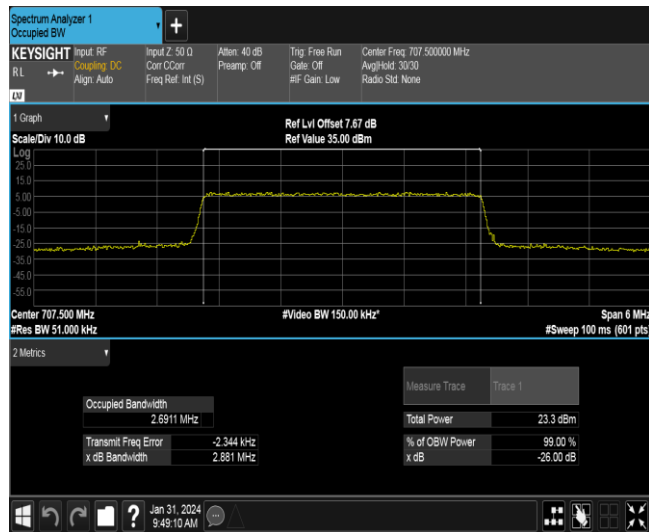 Spectrum Analyzer 1
Occupied BW
+
KEYSIGHT
RL
LXI
Input: RF
Coupling: DC
Align: Auto
Input Z: 50 Ω
Corr CCorr
Freq Ref: Int (S)
Atten: 40 dB
Preamp: Off
Trig: Free Run
Gate: Off
#IF Gain: Low
Center Freq: 707.500000 MHz
Avg|Hold: 30/30
Radio Std: None
1 Graph
Scale/Div 10.0 dB
Ref Lvl Offset 7.67 dB
Ref Value 35.00 dBm
Log
25.0
15.0
5.00
-5.00
-15.0
-25.0
-35.0
-45.0
-55.0
Center 707.500 MHz
#Res BW 51.000 kHz
#Video BW 150.00 kHz*
Span 6 MHz
#Sweep 100 ms (601 pts)
2 Metrics
Measure Trace Trace 1
Occupied Bandwidth
2.6911 MHz
Total Power 23.3 dBm
Transmit Freq Error -2.344 kHz
% of OBW Power 99.00 %
x dB Bandwidth 2.881 MHz
x dB -26.00 dB
?
Jan 31, 2024
9:49:10 AM